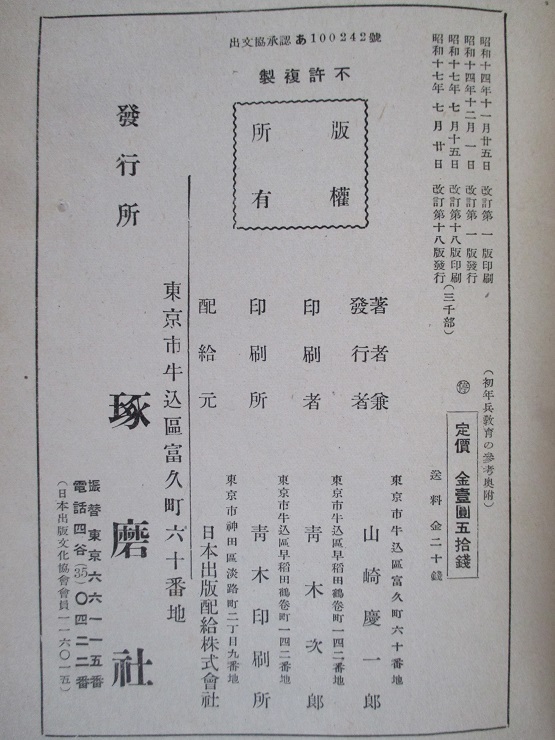 出文協承認あ100242號
昭和十四年十一月廿五日 改訂第一版印刷
昭和十四年十二月一日 改訂第一版發行
昭和十七年七月十五日 改訂第十八版印刷
昭和十七年七月廿日 改訂第十八版發行(三千部)
(初年兵敎育の參考奥附)
停
定價 金壹圓五拾錢
送料 金二十錢
不許複製
版權
所有
東京市牛込區富久町六十番地
著者兼
發行者 山崎慶一郎
東京市牛込區早稻田鶴卷町一四二番地
印刷者 靑木次郎
東京市牛込區早稻田鶴卷町一四二番地
印刷所 靑木印刷所
東京市神田區淡路町二丁目九番地
配給元 日本出版配給株式會社
東京市牛込區富久町六十番地
發行所 琢磨社
振替東京六六一一五番
電話四谷(35)〇四二二番
(日本出版文化協會會員一一六〇一五)